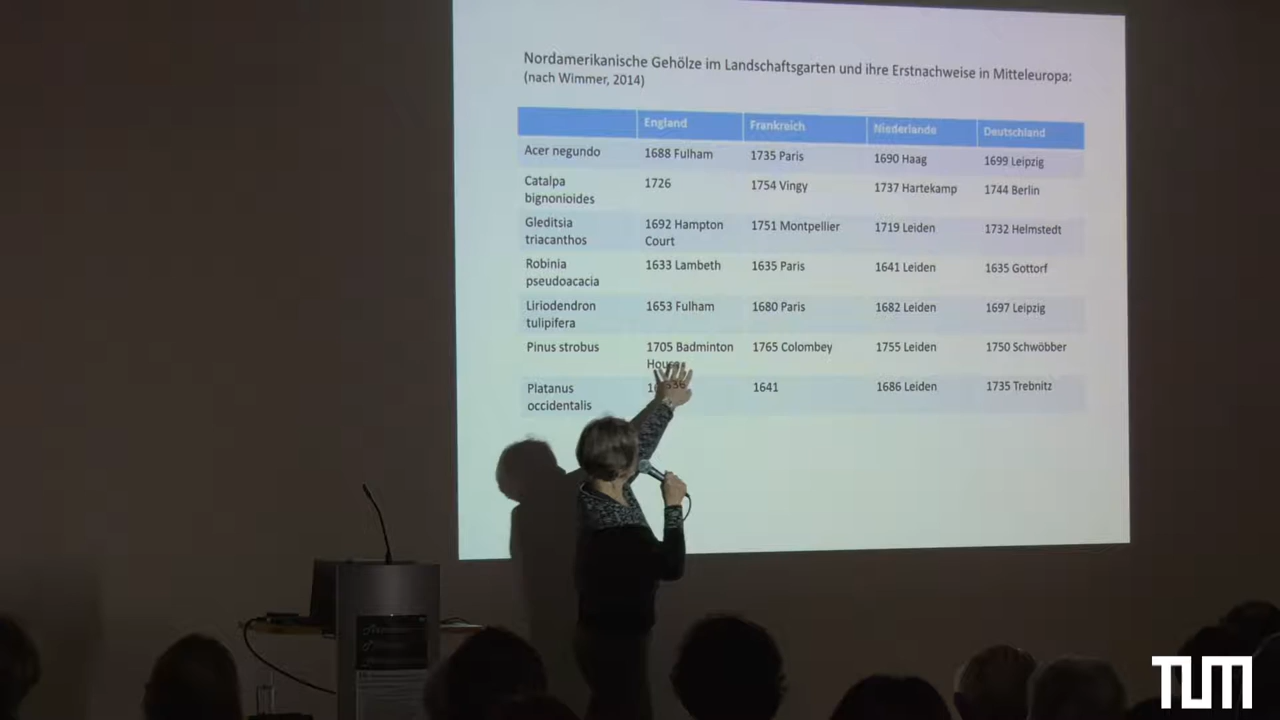 Nordamerikanische Gehölze im Landschaftsgarten und ihre Erstnachweise in Mitteleuropa:
(nach Wimmer, 2014)
England Frankreich Niederlande Deutschland
Acer negundo 1688 Fulham 1735 Paris 1690 Haag 1699 Leipzig
Catalpa 1726 1754 Vingy 1737 Hartekamp 1744 Berlin
bignonioides
Gleditsia 1692 Hampton 1751 Montpellier 1719 Leiden 1732 Helmstedt
triacanthos Court
Robinia 1633 Lambeth 1635 Paris 1641 Leiden 1635 Gottorf
pseudoacacia
Liriodendron 1653 Fulham 1680 Paris 1682 Leiden 1697 Leipzig
tulipifera
Pinus strobus 1705 Badminton 1765 Colombey 1755 Leiden 1750 Schwöbber
Platanus 1641 1686 Leiden 1735 Trebnitz
occidentalis
TUM